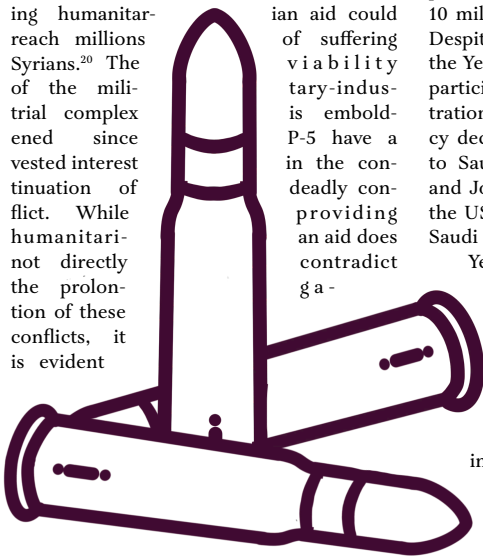 ing humanitar- ian aid could
reach millions of suffering
Syrians.²⁰ The viability
of the mili- tary-indus-
trial complex is embold-
ened since P-5 have a
vested interest in the con-
tinuation of deadly con-
flict. While providing
humanitari- an aid does
not directly contradict
the prolon- ga-
tion of these
conflicts, it
is evident
10 mil
Despit
the Ye
partici
tration
cy dec
to Sau
and Jo
the US
Saudi
Ye
in